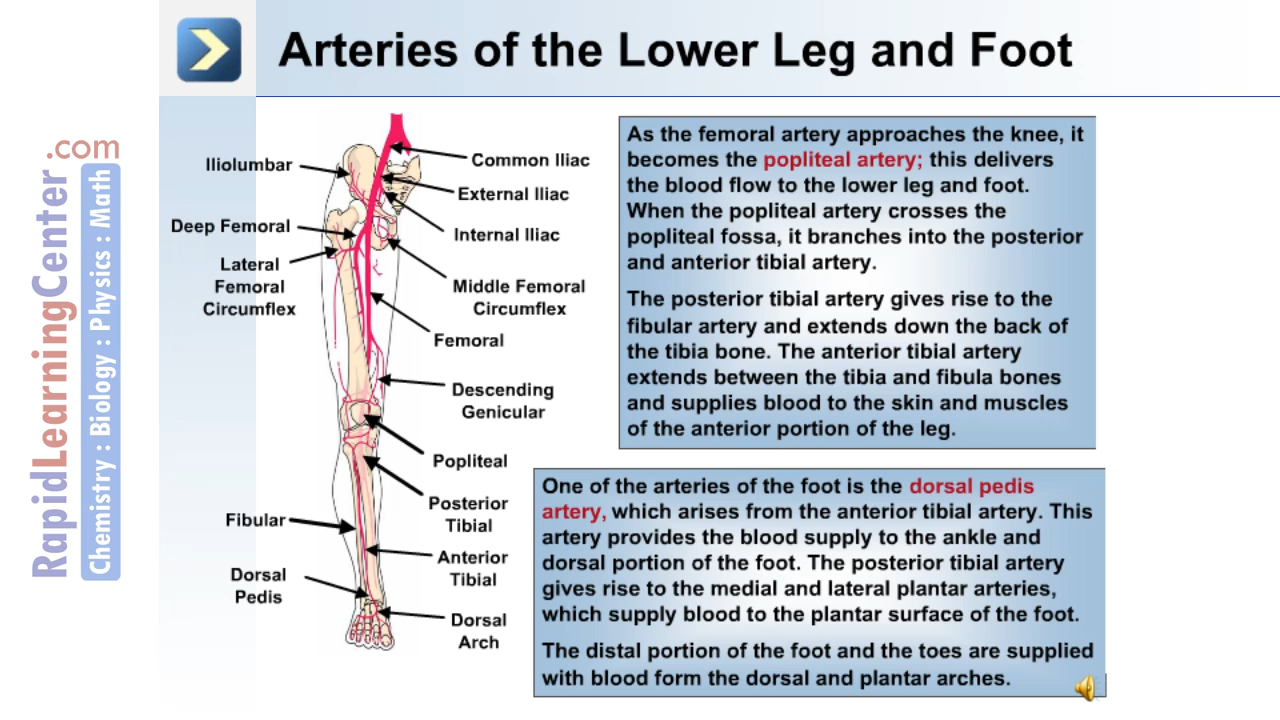 Arteries of the Lower Leg and Foot
RapidLearningCenter.com
Chemistry : Biology : Physics : Math
Iliolumbar
Deep Femoral
Lateral
Femoral
Circumflex
Fibular
Dorsal
Pedis
Common Iliac
External Iliac
Internal Iliac
Middle Femoral
Circumflex
Femoral
Descending
Genicular
Popliteal
Posterior
Tibial
Anterior
Tibial
Dorsal
Arch
As the femoral artery approaches the knee, it
becomes the popliteal artery; this delivers
the blood flow to the lower leg and foot.
When the popliteal artery crosses the
popliteal fossa, it branches into the posterior
and anterior tibial artery.
The posterior tibial artery gives rise to the
fibular artery and extends down the back of
the tibia bone. The anterior tibial artery
extends between the tibia and fibula bones
and supplies blood to the skin and muscles
of the anterior portion of the leg.
One of the arteries of the foot is the dorsal pedis
artery, which arises from the anterior tibial artery. This
artery provides the blood supply to the ankle and
dorsal portion of the foot. The posterior tibial artery
gives rise to the medial and lateral plantar arteries,
which supply blood to the plantar surface of the foot.
The distal portion of the foot and the toes are supplied
with blood form the dorsal and plantar arches.